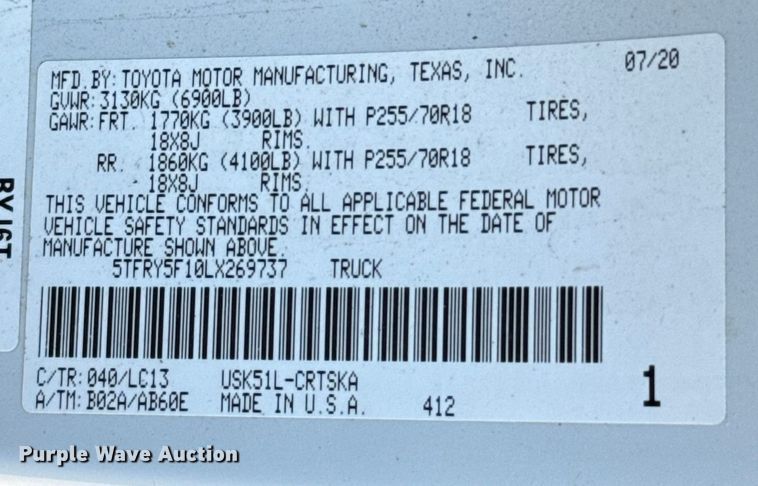 MFD. BY: TOYOTA MOTOR MANUFACTURING, TEXAS, INC. 07/20
GVWR: 3130KG (6900LB)
GAWR: FRT. 1770KG (3900LB) WITH P255/70R18 TIRES,
18X8J RIMS.
RR. 1860KG (4100LB) WITH P255/70R18 TIRES,
18X8J RIMS.
THIS VEHICLE CONFORMS TO ALL APPLICABLE FEDERAL MOTOR
VEHICLE SAFETY STANDARDS IN EFFECT ON THE DATE OF
MANUFACTURE SHOWN ABOVE.
5TFRY5F10LX269737 TRUCK
C/TR: 040/LC13 USK51L-CRTSKA
A/TM: B02A/AB60E MADE IN U.S.A. 412
1
Purple Wave Auction